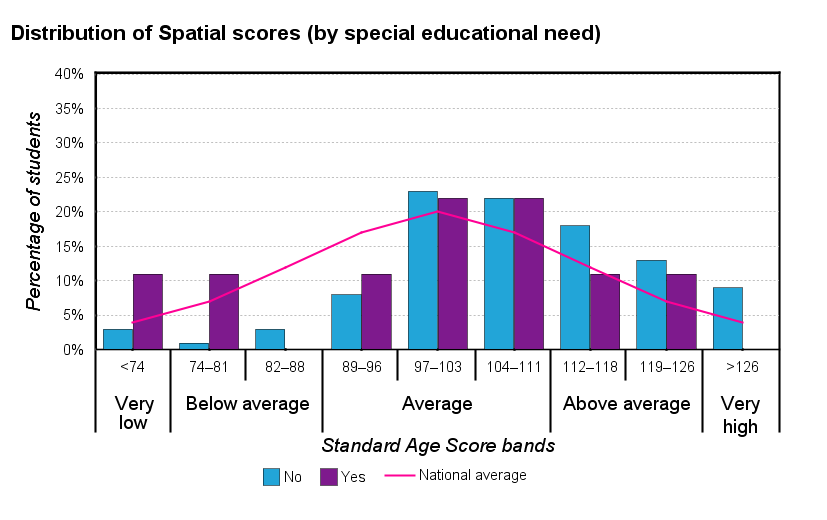 Distribution of Spatial scores (by special educational need)
Percentage of students
40%
35%
30%
25%
20%
15%
10%
5%
0%
<74 74–81 82–88 89–96 97–103 104–111 112–118 119–126 >126
Very low Below average Average Above average Very high
Standard Age Score bands
No Yes National average